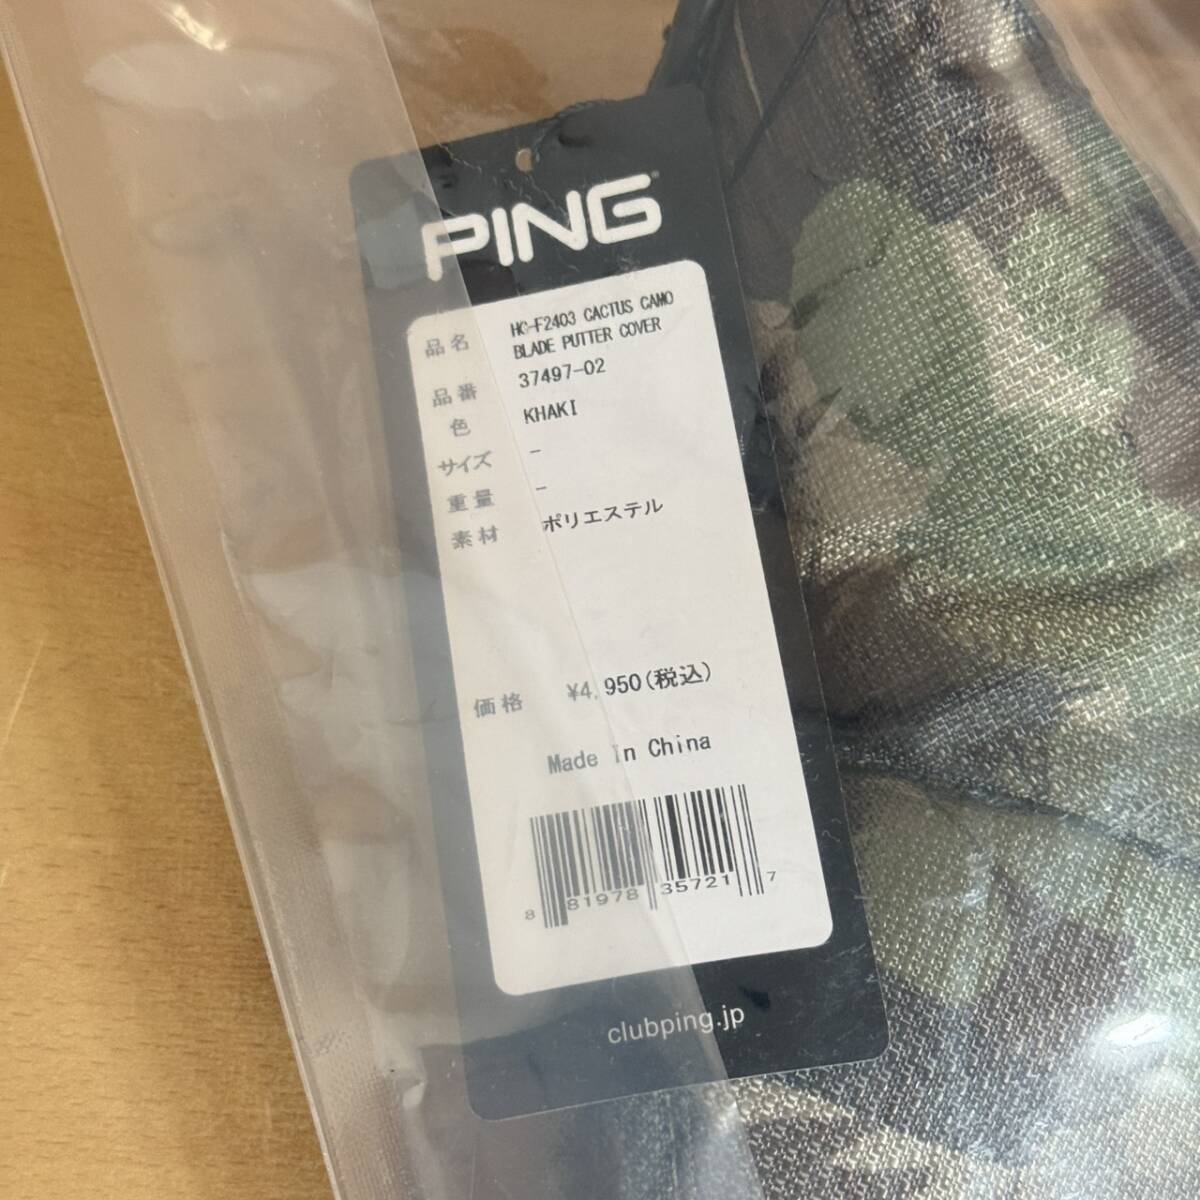 PING
品名 HC-F2403 CACTUS CAMO
BLADE PUTTER COVER
品番 37497-02
色 KHAKI
サイズ -
重量 -
素材 ポリエステル
価格 ¥4,950(税込)
Made in China
8 81978 35721 7
clubping.jp